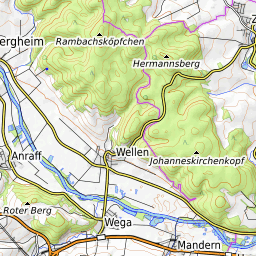 ergheim
Rambachsköpfchen
Hermannsberg
Anraff
Wellen
Johanneskirchenkopf
Roter Berg
Wega
Mandern